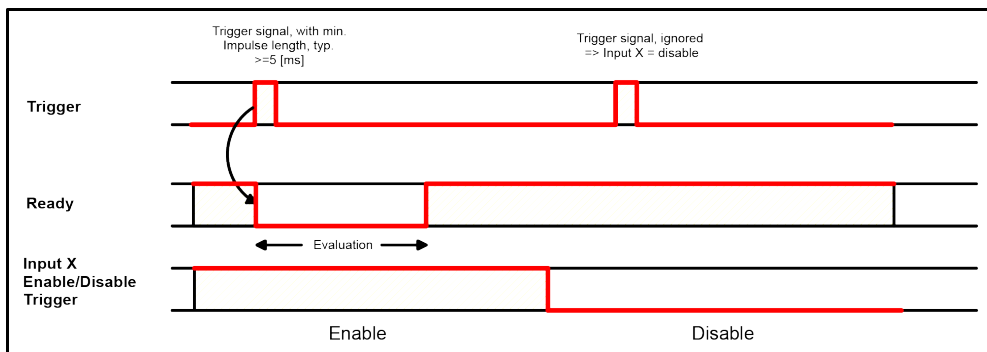 Trigger signal, with min.
Impulse length, typ.
>=5 [ms]
Trigger signal, ignored
=> Input X = disable
Trigger
Ready
Evaluation
Input X
Enable/Disable
Trigger
Enable
Disable